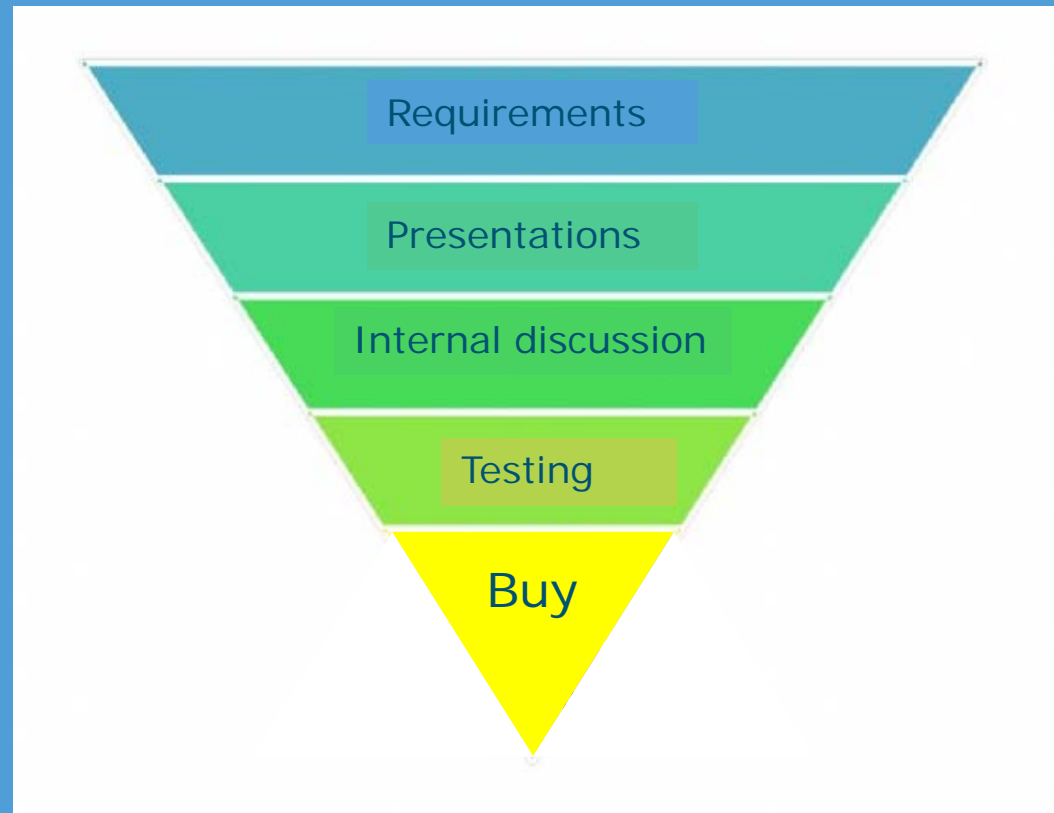 Requirements
Presentations
Internal discussion
Testing
Buy